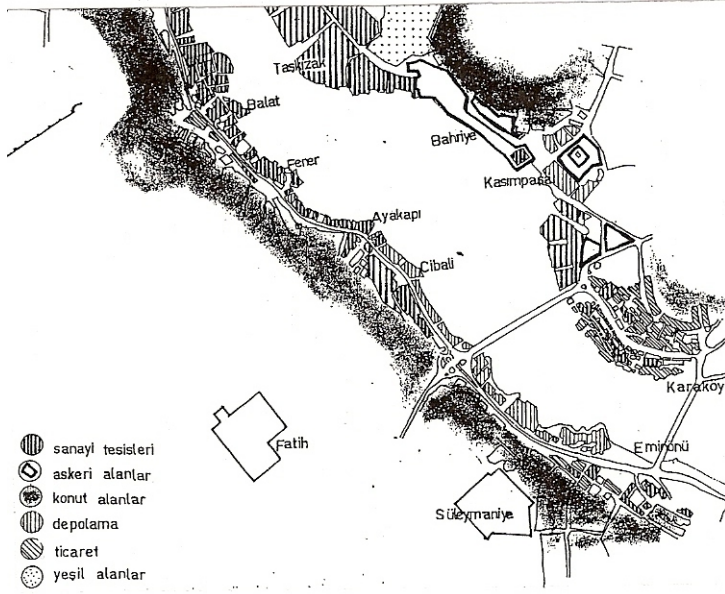 Taşkızak
Balat
Bahriye
Fener
Kasımpaşa
Ayakapı
Cibali
Karaköy
Fatih
Eminönü
Süleymaniye
sanayi tesisleri
askeri alanlar
konut alanlar
depolama
ticaret
yeşil alanlar